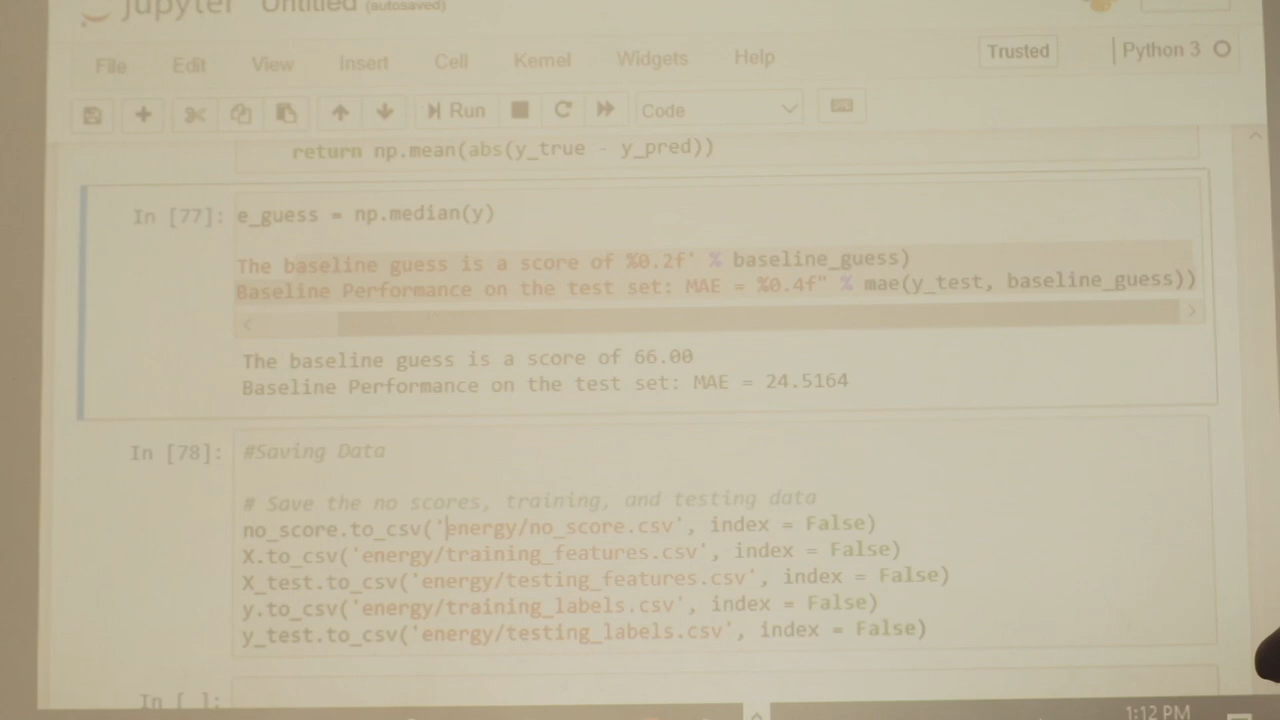 jupyter Untitled (autosaved)
File Edit View Insert Cell Kernel Widgets Help Trusted Python 3
Run Code
return np.mean(abs(y_true - y_pred))
In [77]: e_guess = np.median(y)
The baseline guess is a score of %0.2f' % baseline_guess)
Baseline Performance on the test set: MAE = %0.4f" % mae(y_test, baseline_guess))
The baseline guess is a score of 66.00
Baseline Performance on the test set: MAE = 24.5164
In [78]: #Saving Data
# Save the no scores, training, and testing data
no_score.to_csv('energy/no_score.csv', index = False)
X.to_csv('energy/training_features.csv', index = False)
X_test.to_csv('energy/testing_features.csv', index = False)
y.to_csv('energy/training_labels.csv', index = False)
y_test.to_csv('energy/testing_labels.csv', index = False)
In [ ]:
1:12 PM